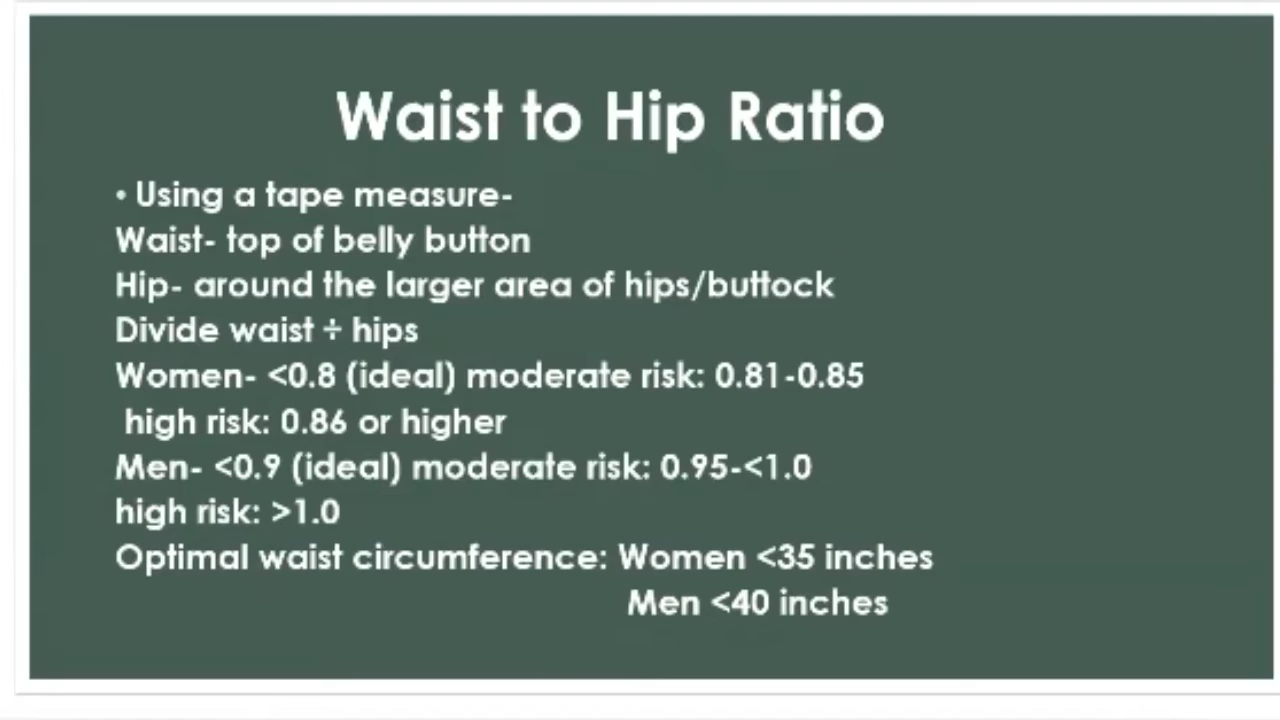 Waist to Hip Ratio
• Using a tape measure-
Waist- top of belly button
Hip- around the larger area of hips/buttock
Divide waist ÷ hips
Women- <0.8 (ideal) moderate risk: 0.81-0.85
high risk: 0.86 or higher
Men- <0.9 (ideal) moderate risk: 0.95-<1.0
high risk: >1.0
Optimal waist circumference: Women <35 inches
Men <40 inches